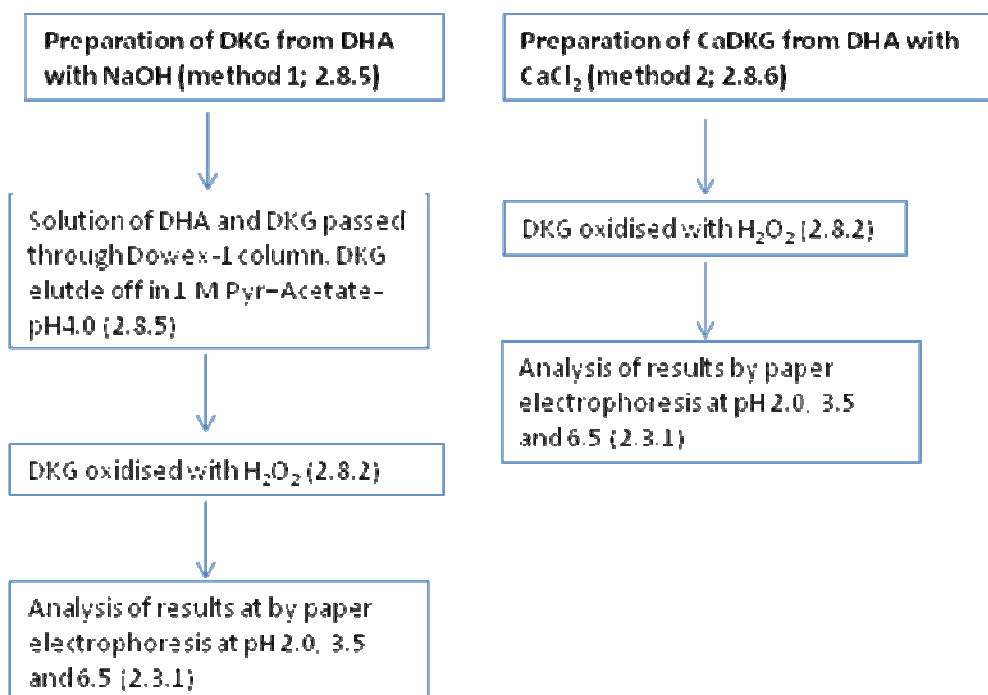 Preparation of DKG from DHA
with NaOH (method 1; 2.8.5)
Solution of DHA and DKG passed
through Dowex-1 column. DKG
elutde off in 1 M Pyr-Acetate-
pH4.0 (2.8.5)
DKG oxidised with H₂O₂ (2.8.2)
Analysis of results at by paper
electrophoresis at pH 2.0, 3.5
and 6.5 (2.3.1)
Preparation of CaDKG from DHA with
CaCl₂ (method 2; 2.8.6)
DKG oxidised with H₂O₂ (2.8.2)
Analysis of results by paper
electrophoresis at pH 2.0, 3.5
and 6.5 (2.3.1)